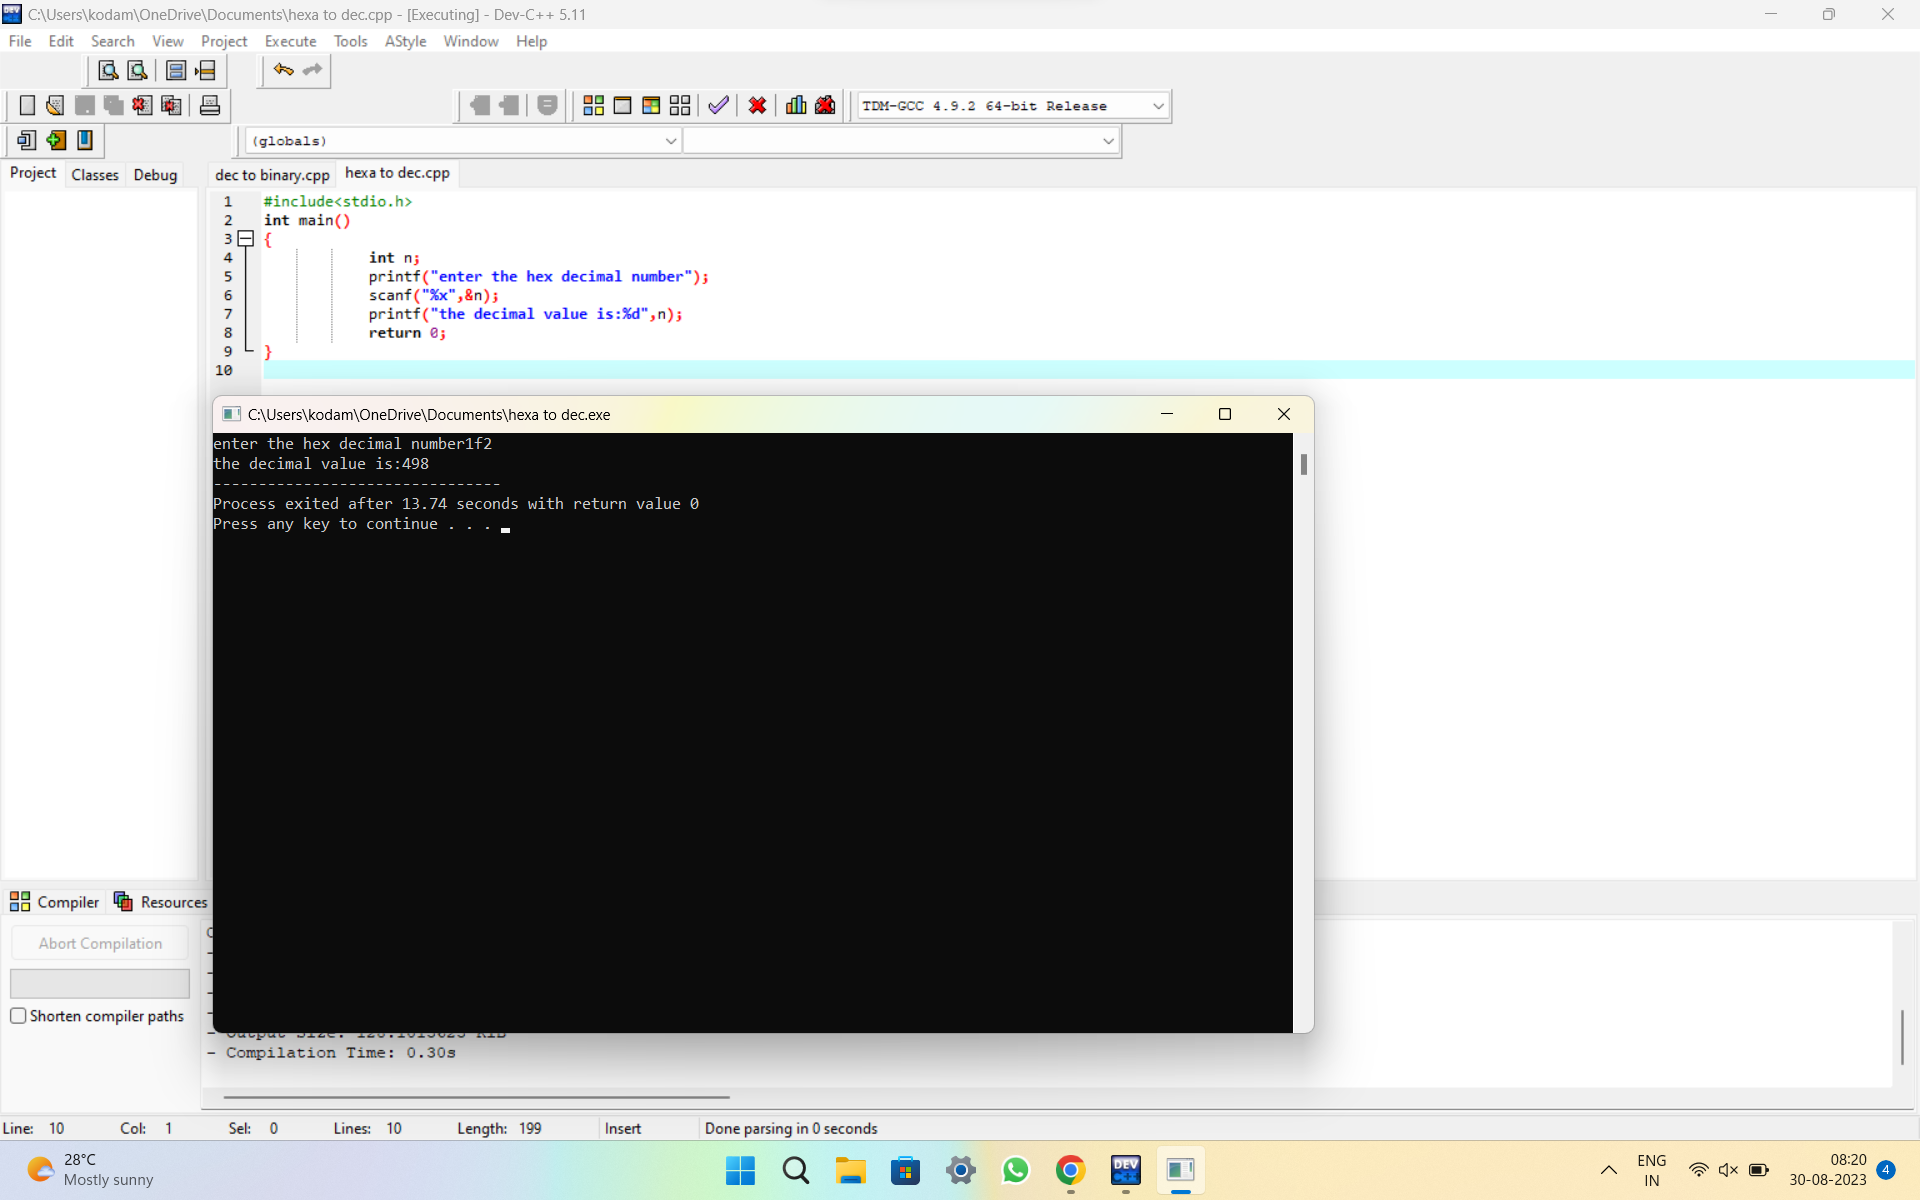 C:\Users\kodam\OneDrive\Documents\hexa to dec.cpp - [Executing] - Dev-C++ 5.11
File Edit Search View Project Execute Tools AStyle Window Help
TDM-GCC 4.9.2 64-bit Release
(globals)
Project Classes Debug
dec to binary.cpp hexa to dec.cpp
1 #include<stdio.h>
2 int main()
3 {
4 int n;
5 printf("enter the hex decimal number");
6 scanf("%x",&n);
7 printf("the decimal value is:%d",n);
8 return 0;
9 }
10
C:\Users\kodam\OneDrive\Documents\hexa to dec.exe
enter the hex decimal number1f2
the decimal value is:498
--------------------------------
Process exited after 13.74 seconds with return value 0
Press any key to continue . . .
Compiler Resources
Abort Compilation
Shorten compiler paths
- Output Size:
- Compilation Time: 0.30s
Line: 10 Col: 1 Sel: 0 Lines: 10 Length: 199 Insert Done parsing in 0 seconds
28°C
Mostly sunny
DEV
C++
ENG
IN
08:20
30-08-2023
4